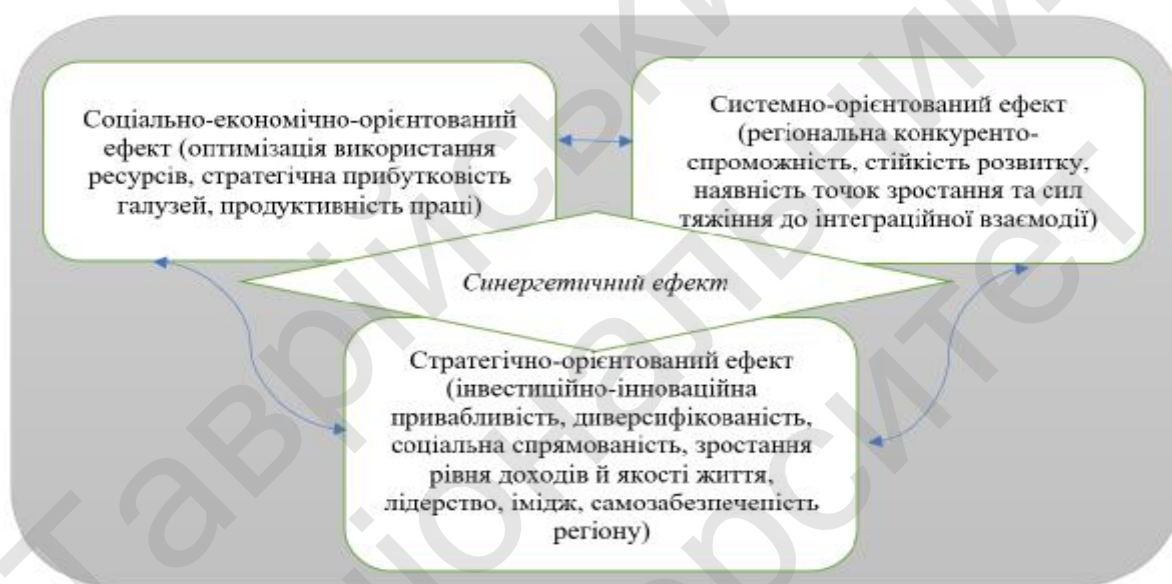 Соціально-економічно-орієнтований
ефект (оптимізація використання
ресурсів, стратегічна прибутковість
галузей, продуктивність праці)
Системно-орієнтований ефект
(регіональна конкуренто-
спроможність, стійкість розвитку,
наявність точок зростання та сил
тяжіння до інтеграційної взаємодії)
Синергетичний ефект
Стратегічно-орієнтований ефект
(інвестиційно-інноваційна
привабливість, диверсифікованість,
соціальна спрямованість, зростання
рівня доходів й якості життя,
лідерство, імідж, самозабезпеченість
регіону)